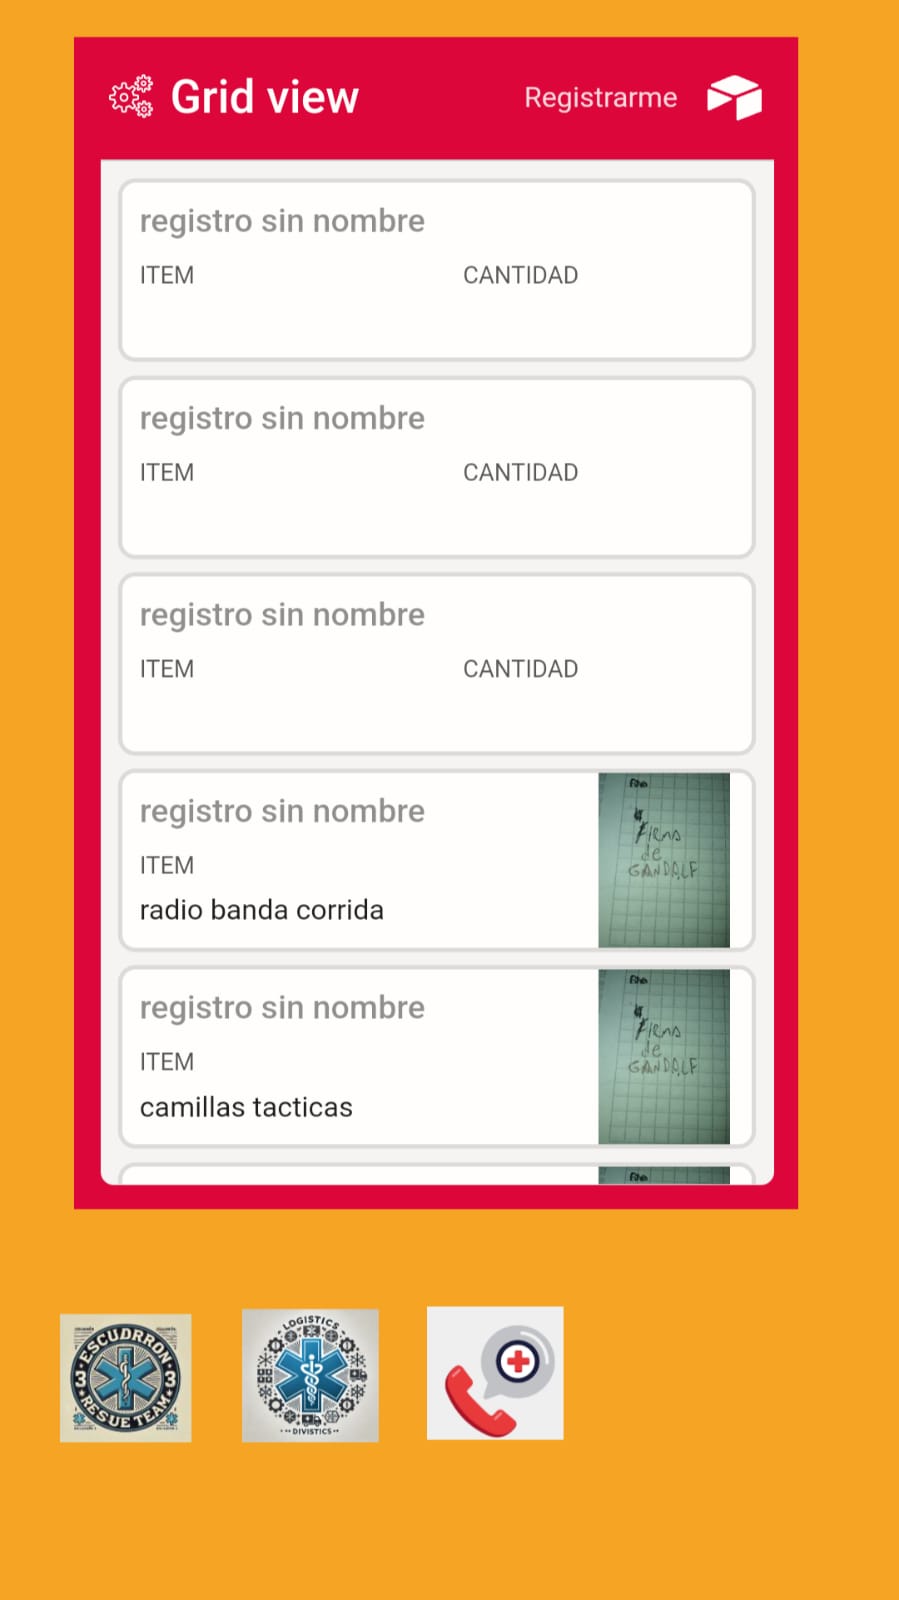 Grid view
Registrarme
registro sin nombre
ITEM CANTIDAD
registro sin nombre
ITEM CANTIDAD
registro sin nombre
ITEM CANTIDAD
registro sin nombre
ITEM
radio banda corrida
de
GANDALF
registro sin nombre
ITEM
camillas tacticas
de
GANDALF
ESCUDRRON
3 3
RESUE TEAM
LOGISTICS
DIVISTICS